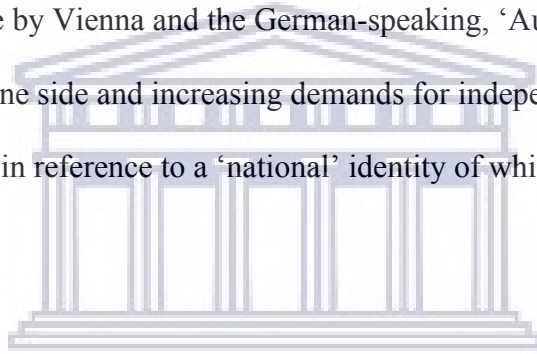 e by Vienna and the German-speaking, ‘Au
ne side and increasing demands for indepe
in reference to a ‘national’ identity of whi